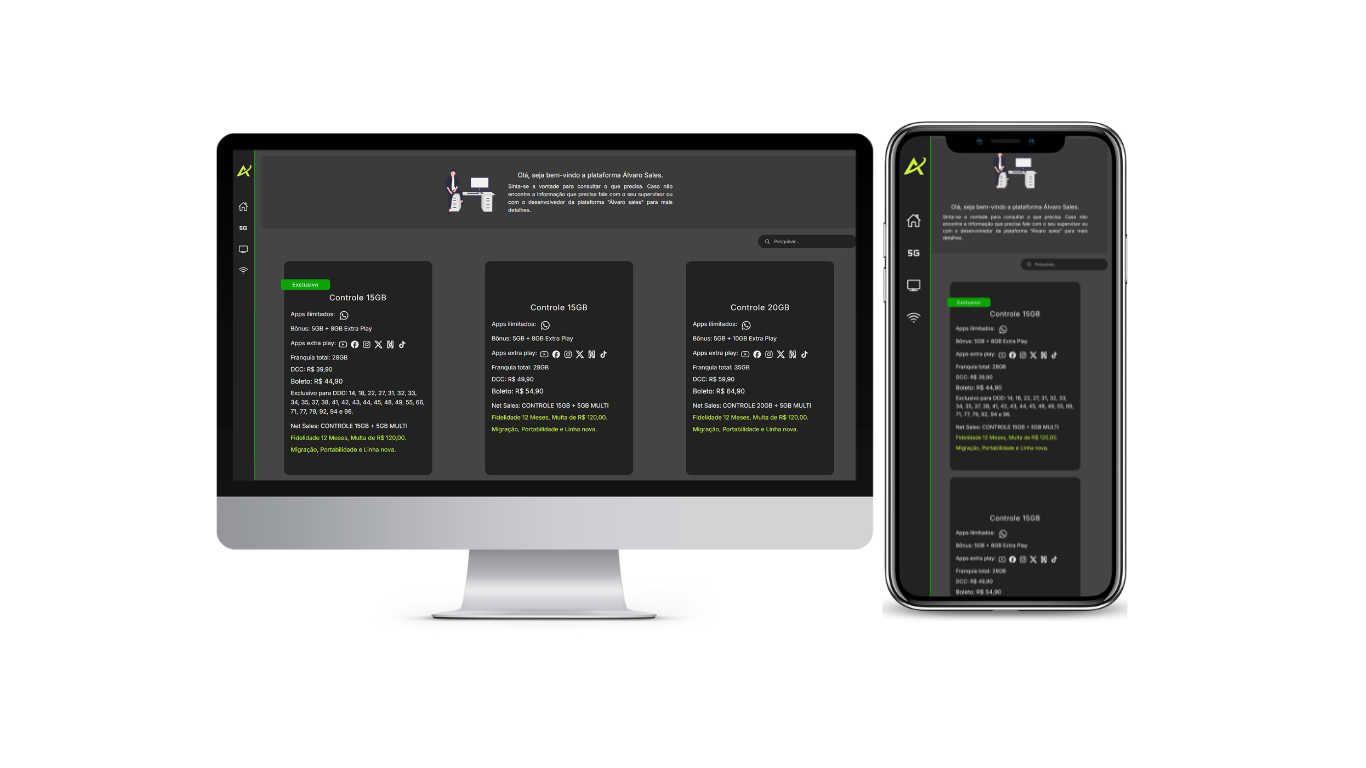 Olá, seja bem-vindo a plataforma Álvaro Sales.
Sinta-se a vontade para consultar o que precisa. Caso não
encontre a informação que precisa fale com o seu supervisor ou
com o desenvolvedor da plataforma "Álvaro sales" para mais
detalhes.
5G
Pesquisar...
Exclusivo
Controle 15GB
Apps ilimitados:
Bônus: 5GB + 8GB Extra Play
Apps extra play:
Franquia total: 28GB
DCC: R$ 39,90
Boleto: R$ 44,90
Exclusivo para DDD: 14, 18, 22, 27, 31, 32, 33,
34, 35, 37, 38, 41, 42, 43, 44, 45, 48, 49, 55, 66,
71, 77, 79, 92, 94 e 96.
Net Sales: CONTROLE 15GB + 5GB MULTI
Fidelidade 12 Meses, Multa de R$ 120,00.
Migração, Portabilidade e Linha nova.
Controle 15GB
Apps ilimitados:
Bônus: 5GB + 8GB Extra Play
Apps extra play:
Franquia total: 28GB
DCC: R$ 49,90
Boleto: R$ 54,90
Net Sales: CONTROLE 15GB + 5GB MULTI
Fidelidade 12 Meses, Multa de R$ 120,00.
Migração, Portabilidade e Linha nova.
Controle 20GB
Apps ilimitados:
Bônus: 5GB + 10GB Extra Play
Apps extra play:
Franquia total: 35GB
DCC: R$ 59,90
Boleto: R$ 64,90
Net Sales: CONTROLE 20GB + 5GB MULTI
Fidelidade 12 Meses, Multa de R$ 120,00.
Migração, Portabilidade e Linha nova.
Olá, seja bem-vindo a plataforma Álvaro Sales.
Sinta-se a vontade para consultar o que precisa. Caso não
encontre a informação que precisa fale com o seu supervisor ou
com o desenvolvedor da plataforma "Álvaro sales" para mais
detalhes.
5G
Pesquisar...
Exclusivo
Controle 15GB
Apps ilimitados:
Bônus: 5GB + 8GB Extra Play
Apps extra play:
Franquia total: 28GB
DCC: R$ 39,90
Boleto: R$ 44,90
Exclusivo para DDD: 14, 18, 22, 27, 31, 32, 33,
34, 35, 37, 38, 41, 42, 43, 44, 45, 48, 49, 55, 66,
71, 77, 79, 92, 94 e 96.
Net Sales: CONTROLE 15GB + 5GB MULTI
Fidelidade 12 Meses, Multa de R$ 120,00.
Migração, Portabilidade e Linha nova.
Controle 15GB
Apps ilimitados:
Bônus: 5GB + 8GB Extra Play
Apps extra play:
Franquia total: 28GB
DCC: R$ 49,90
Boleto: R$ 54,90